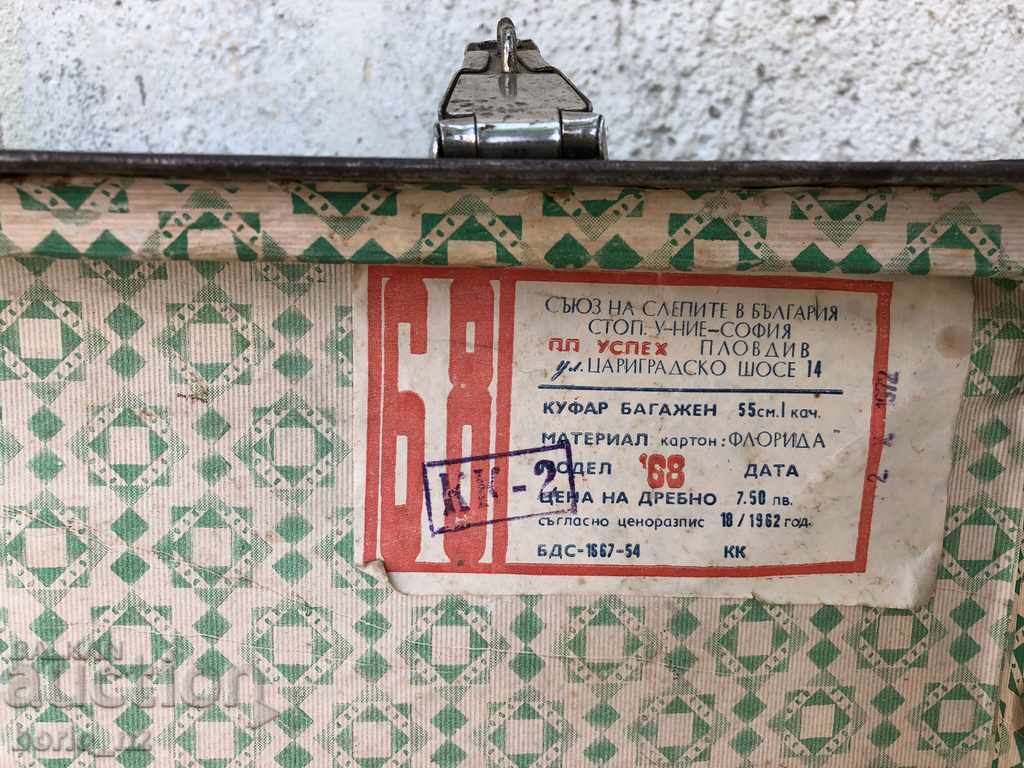 68
СЪЮЗ НА СЛЕПИТЕ В БЪЛГАРИЯ
СТОП. У-НИЕ-СОФИЯ
ПП УСПЕХ ПЛОВДИВ
ул. ЦАРИГРАДСКО ШОСЕ 14
КУФАР БАГАЖЕН 55см. I кач.
МАТЕРИАЛ картон: ФЛОРИДА"
МОДЕЛ '68 ДАТА
ЦЕНА НА ДРЕБНО 7.50 лв.
съгласно ценоразпис 18/1962 год.
БДС-1667-54 КК
КК-2
1972
BALKAN
auction
boris_nz